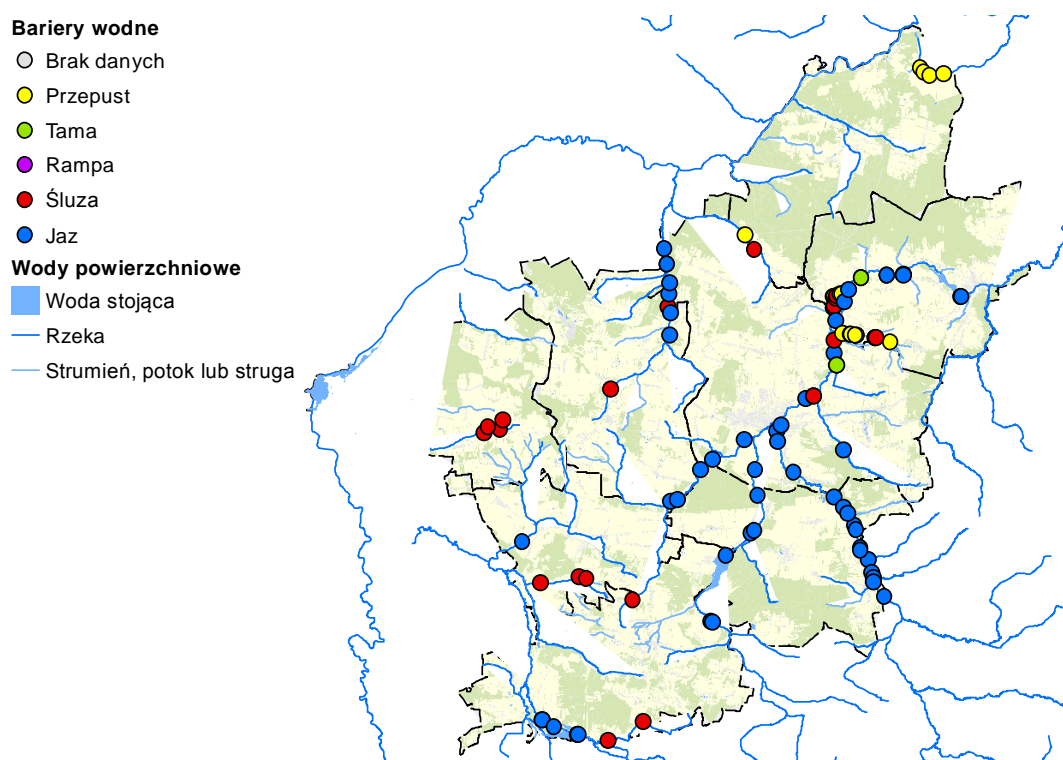 Bariery wodne
Brak danych
Przepust
Tama
Rampa
Śluza
Jaz
Wody powierzchniowe
Woda stojąca
Rzeka
Strumień, potok lub struga